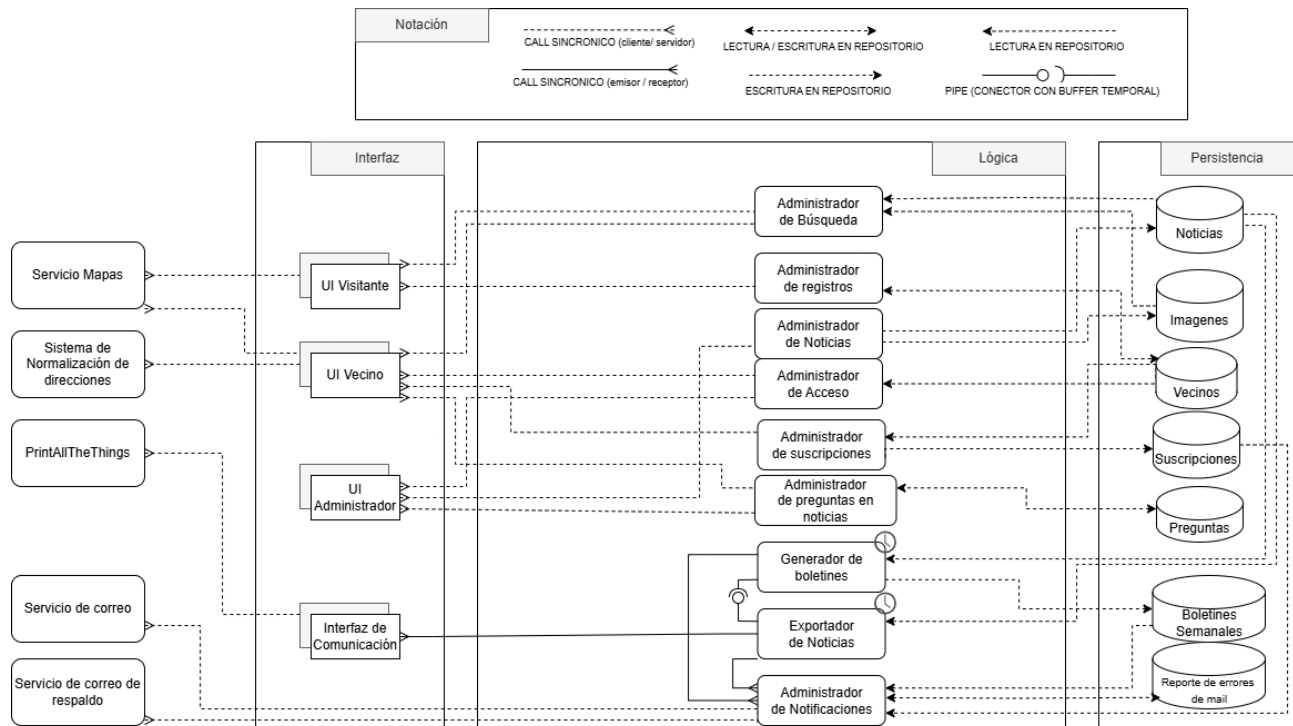 Notación
CALL SINCRONICO (cliente/ servidor)
LECTURA / ESCRITURA EN REPOSITORIO
LECTURA EN REPOSITORIO
CALL SINCRONICO (emisor / receptor)
ESCRITURA EN REPOSITORIO
PIPE (CONECTOR CON BUFFER TEMPORAL)
Interfaz
Lógica
Persistencia
Servicio Mapas
Sistema de
Normalización de
direcciones
PrintAllTheThings
Servicio de correo
Servicio de correo de
respaldo
UI Visitante
UI Vecino
UI
Administrador
Interfaz de
Comunicación
Administrador
de Búsqueda
Administrador
de registros
Administrador
de Noticias
Administrador
de Acceso
Administrador
de suscripciones
Administrador
de preguntas en
noticias
Generador de
boletines
Exportador
de Noticias
Administrador
de Notificaciones
Noticias
Imagenes
Vecinos
Suscripciones
Preguntas
Boletines
Semanales
Reporte de errores
de mail